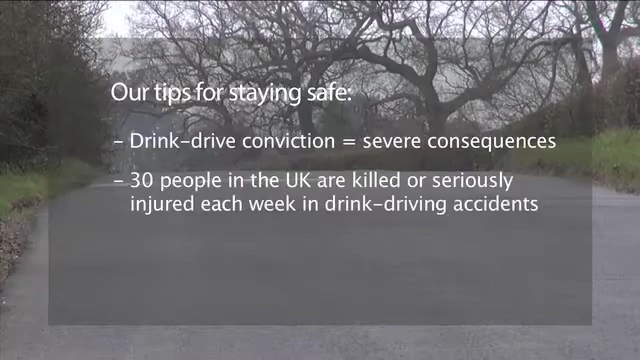 Our tips for staying safe:
– Drink-drive conviction = severe consequences
– 30 people in the UK are killed or seriously
injured each week in drink-driving accidents